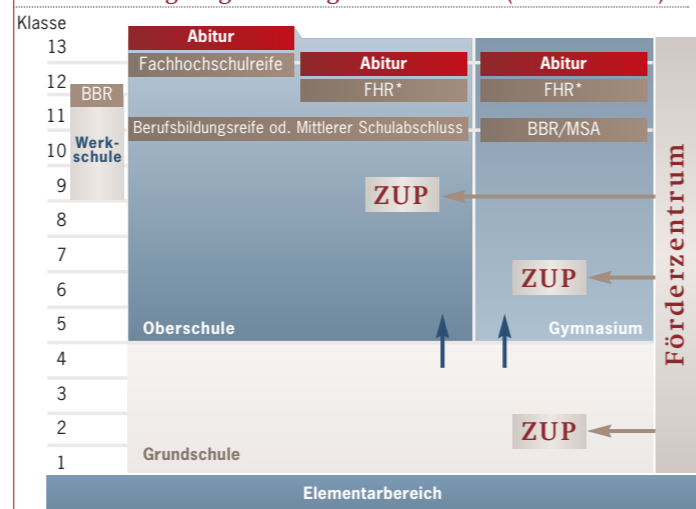 Klasse
13
12
11
10
9
8
7
6
5
4
3
2
1
BBR
Werk-
schule
Abitur
Fachhochschulreife
Abitur
FHR*
Abitur
FHR*
Berufsbildungsreife od. Mittlerer Schulabschluss
BBR/MSA
ZUP
ZUP
Oberschule
Gymnasium
ZUP
Grundschule
Förderzentrum
Elementarbereich